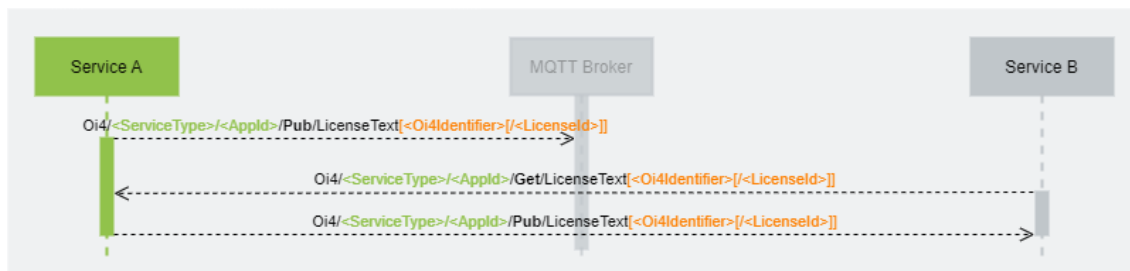 Service A
MQTT Broker
Service B
Oi4/<ServiceType>/<AppId>/Pub/LicenseText[<Oi4Identifier>[/<LicenseId>]]
Oi4/<ServiceType>/<AppId>/Get/LicenseText[<Oi4Identifier>[/<LicenseId>]]
Oi4/<ServiceType>/<AppId>/Pub/LicenseText[<Oi4Identifier>[/<LicenseId>]]